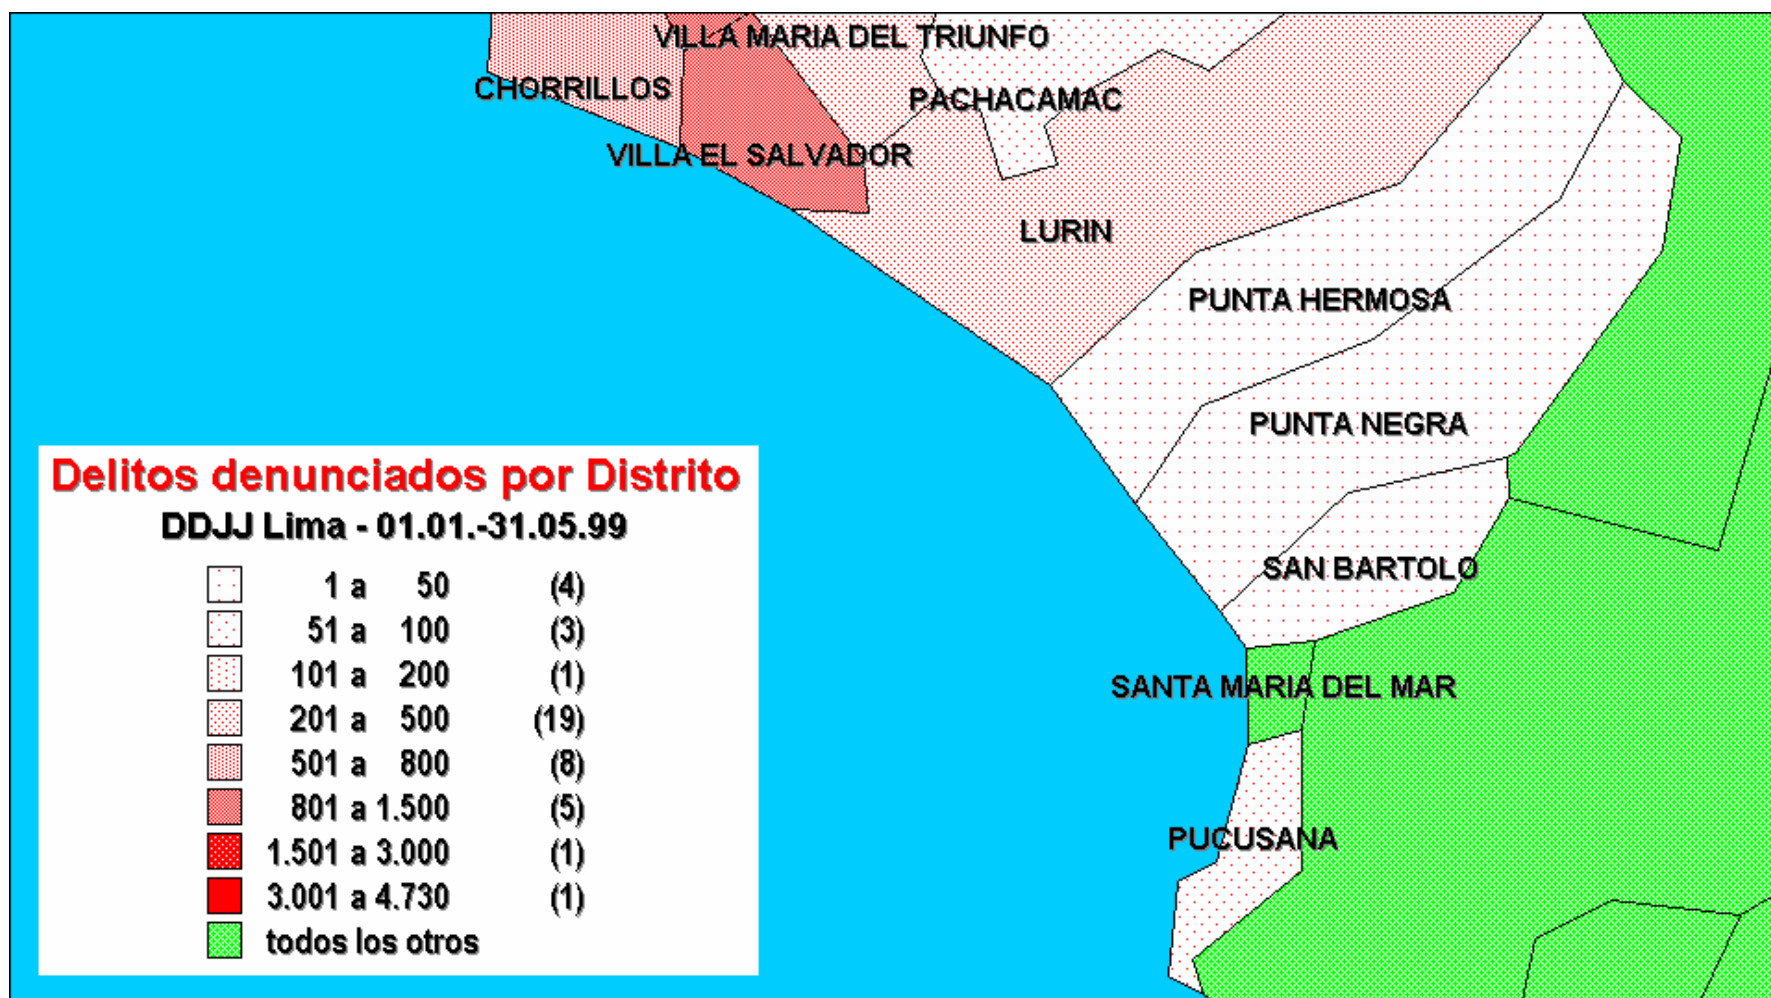 VILLA MARIA DEL TRIUNFO
CHORRILLOS
PACHACAMAC
VILLA EL SALVADOR
LURIN
PUNTA HERMOSA
PUNTA NEGRA
SAN BARTOLO
SANTA MARIA DEL MAR
PUCUSANA
Delitos denunciados por Distrito
DDJJ Lima - 01.01.-31.05.99
1 a 50 (4)
51 a 100 (3)
101 a 200 (1)
201 a 500 (19)
501 a 800 (8)
801 a 1.500 (5)
1.501 a 3.000 (1)
3.001 a 4.730 (1)
todos los otros